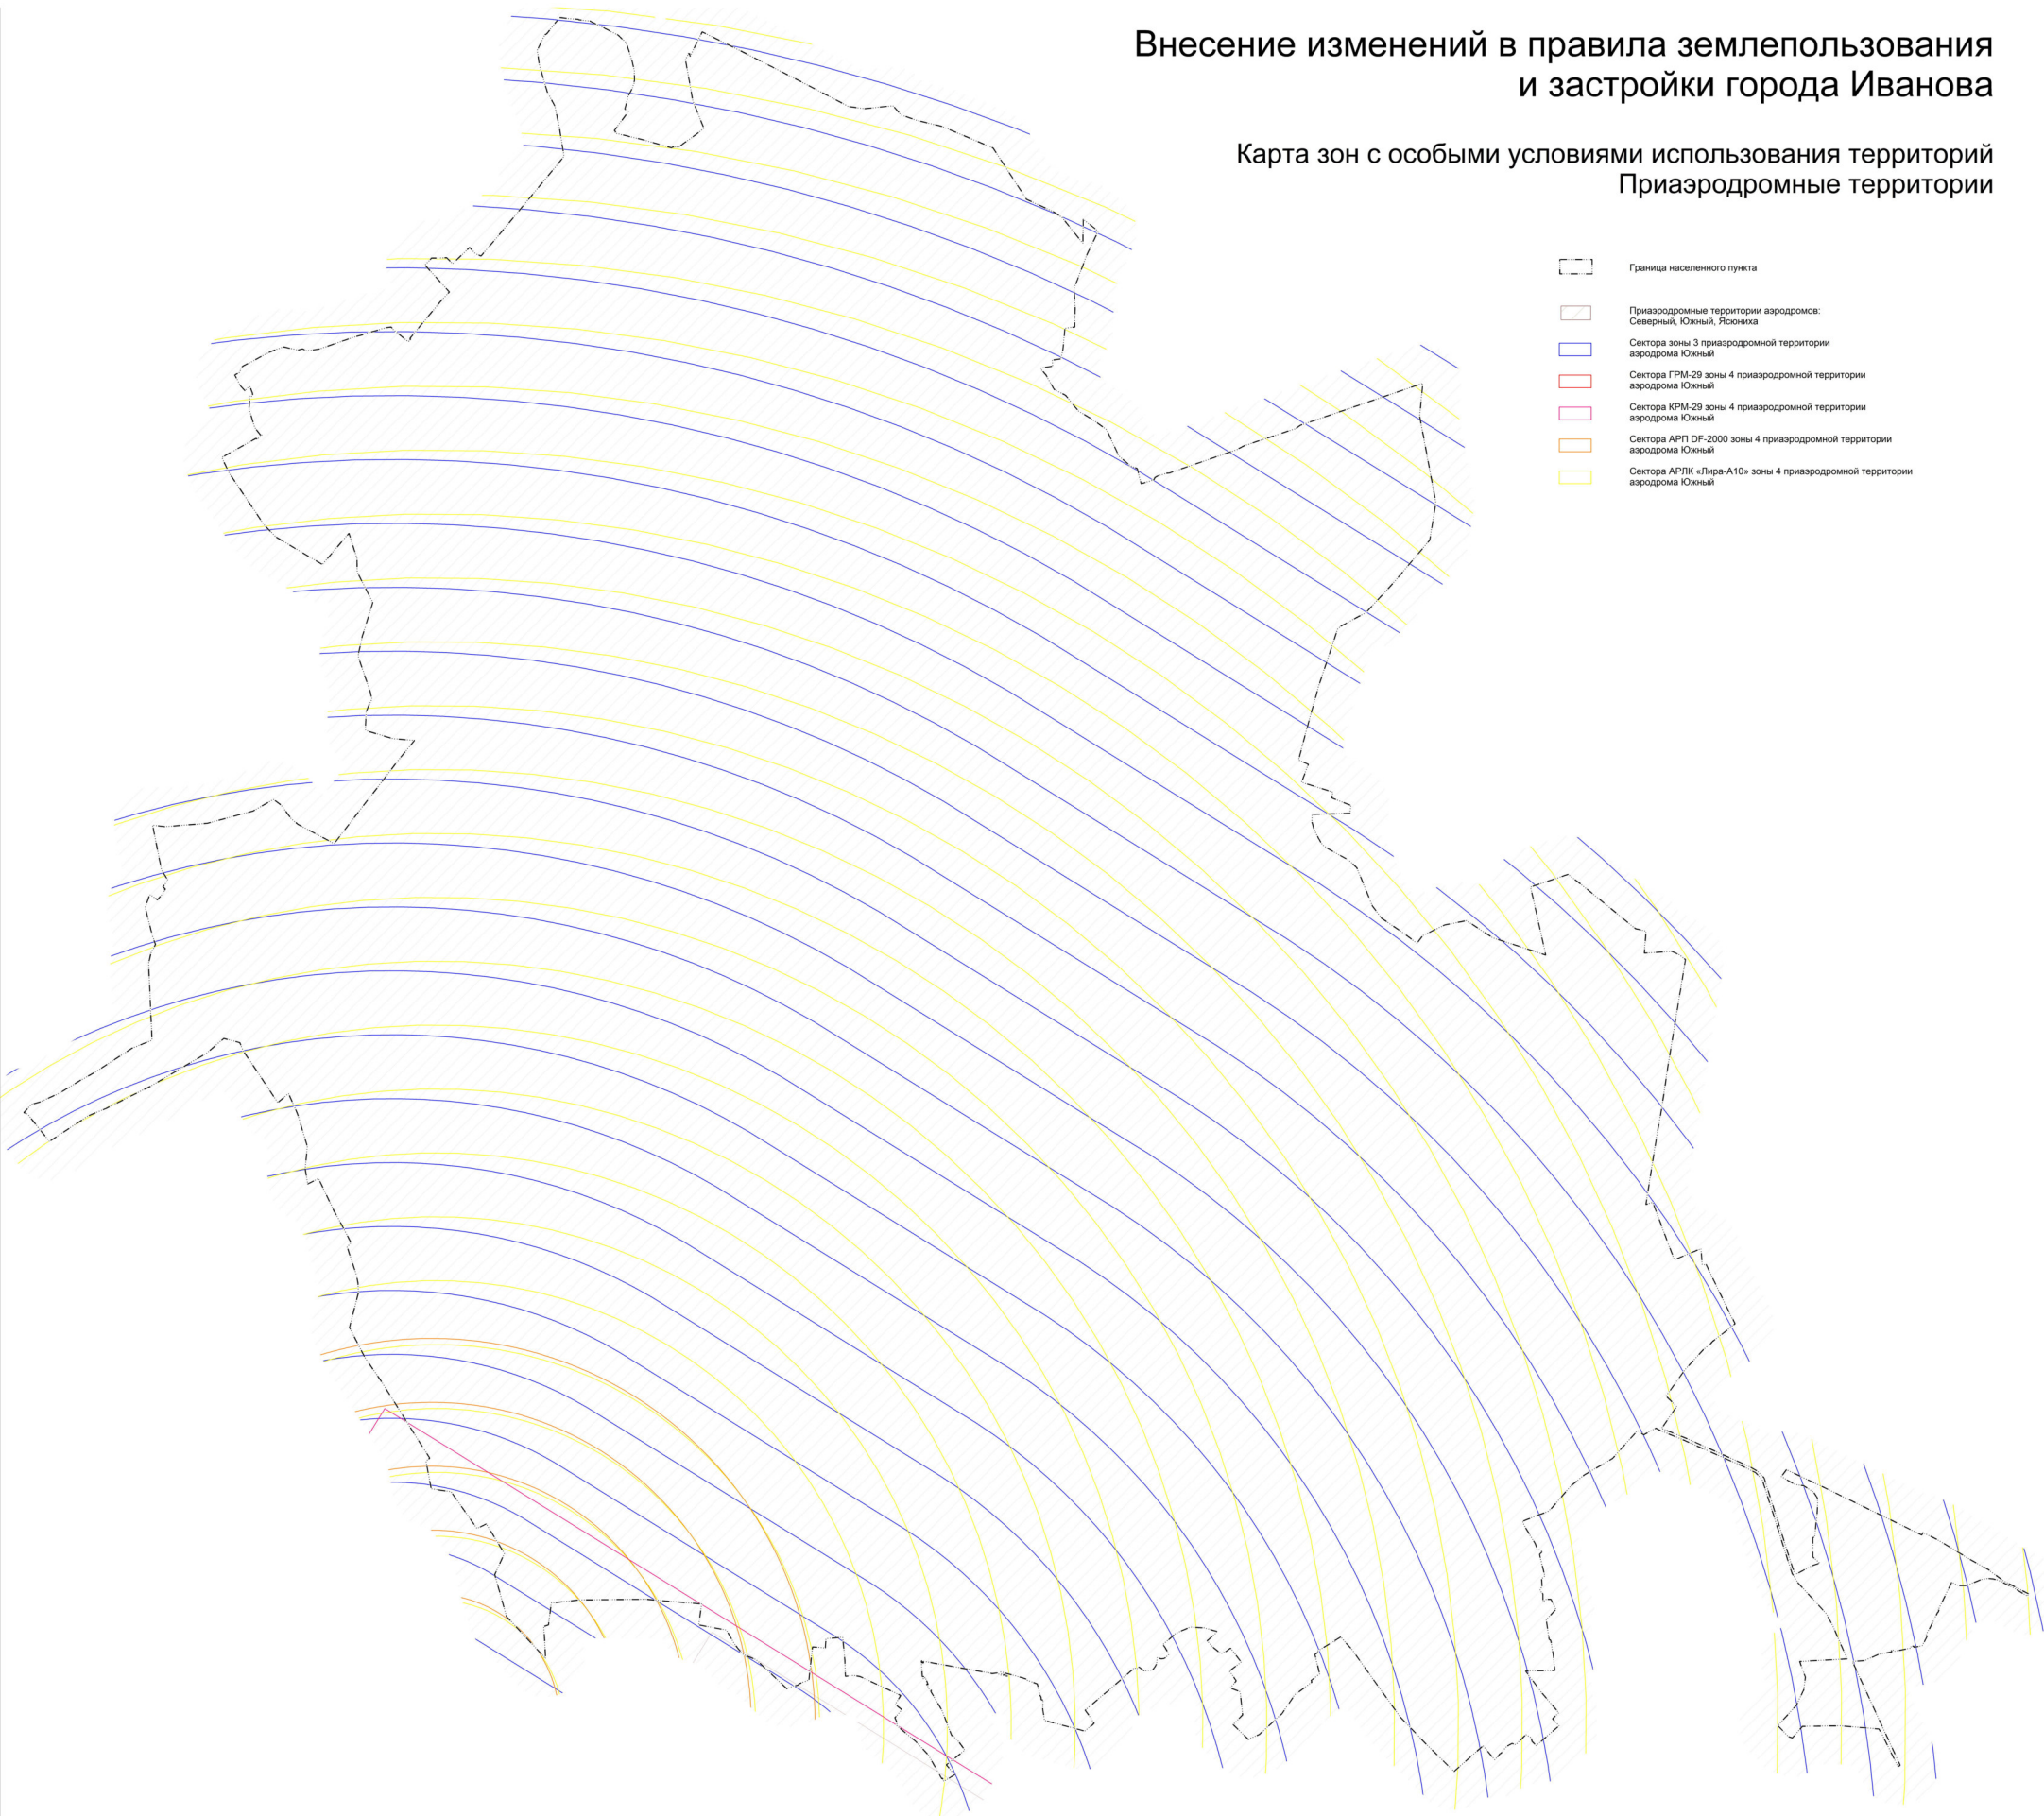 Внесение изменений в правила землепользования
и застройки города Иванова
Карта зон с особыми условиями использования территорий
Приаэродромные территории
Граница населенного пункта
Приаэродромные территории аэродромов:
Северный, Южный, Ясюниха
Сектора зоны 3 приаэродромной территории
аэродрома Южный
Сектора ГРМ-29 зоны 4 приаэродромной территории
аэродрома Южный
Сектора КРМ-29 зоны 4 приаэродромной территории
аэродрома Южный
Сектора АРП DF-2000 зоны 4 приаэродромной территории
аэродрома Южный
Сектора АРЛК «Лира-А10» зоны 4 приаэродромной территории
аэродрома Южный